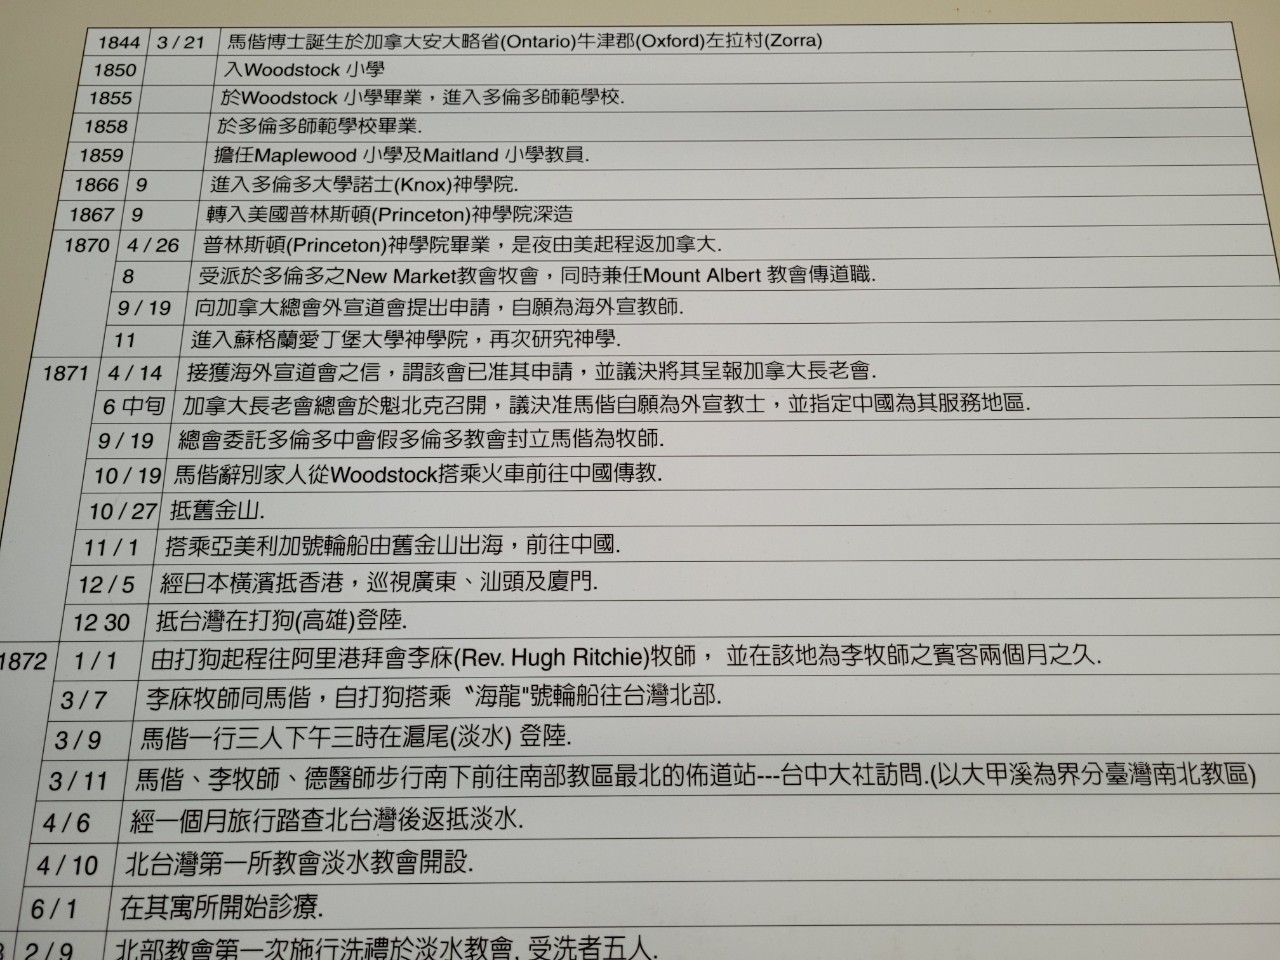 1844 3 / 21 馬偕博士誕生於加拿大安大略省(Ontario)牛津郡(Oxford)左拉村(Zorra)
1850 入Woodstock 小學
1855 於Woodstock 小學畢業，進入多倫多師範學校.
1858 於多倫多師範學校畢業.
1859 擔任Maplewood 小學及Maitland 小學教員.
1866 9 進入多倫多大學諾士(Knox)神學院.
1867 9 轉入美國普林斯頓(Princeton)神學院深造
1870 4 / 26 普林斯頓(Princeton)神學院畢業，是夜由美起程返加拿大.
8 受派於多倫多之New Market教會牧會，同時兼任Mount Albert 教會傳道職.
9 / 19 向加拿大總會外宣道會提出申請，自願為海外宣教師.
11 進入蘇格蘭愛丁堡大學神學院，再次研究神學.
1871 4 / 14 接獲海外宣道會之信，謂該會已准其申請，並議決將其呈報加拿大長老會.
6 中旬 加拿大長老會總會於魁北克召開，議決准馬偕自願為外宣教士，並指定中國為其服務地區.
9 / 19 總會委託多倫多中會假多倫多教會封立馬偕為牧師.
10 / 19 馬偕辭別家人從Woodstock搭乘火車前往中國傳教.
10 / 27 抵舊金山.
11 / 1 搭乘亞美利加號輪船由舊金山出海，前往中國.
12 / 5 經日本橫濱抵香港，巡視廣東、汕頭及廈門.
12 30 抵台灣在打狗(高雄)登陸.
1872 1 / 1 由打狗起程往阿里港拜會李庥(Rev. Hugh Ritchie)牧師， 並在該地為李牧師之賓客兩個月之久.
3 / 7 李庥牧師同馬偕，自打狗搭乘〝海龍"號輪船往台灣北部.
3 / 9 馬偕一行三人下午三時在滬尾(淡水) 登陸.
3 / 11 馬偕、李牧師、德醫師步行南下前往南部教區最北的佈道站---台中大社訪問.(以大甲溪為界分臺灣南北教區)
4 / 6 經一個月旅行踏查北台灣後返抵淡水.
4 / 10 北台灣第一所教會淡水教會開設.
6 / 1 在其寓所開始診療.
3 2 / 9 北部教會第一次施行洗禮於淡水教會, 受洗者五人.